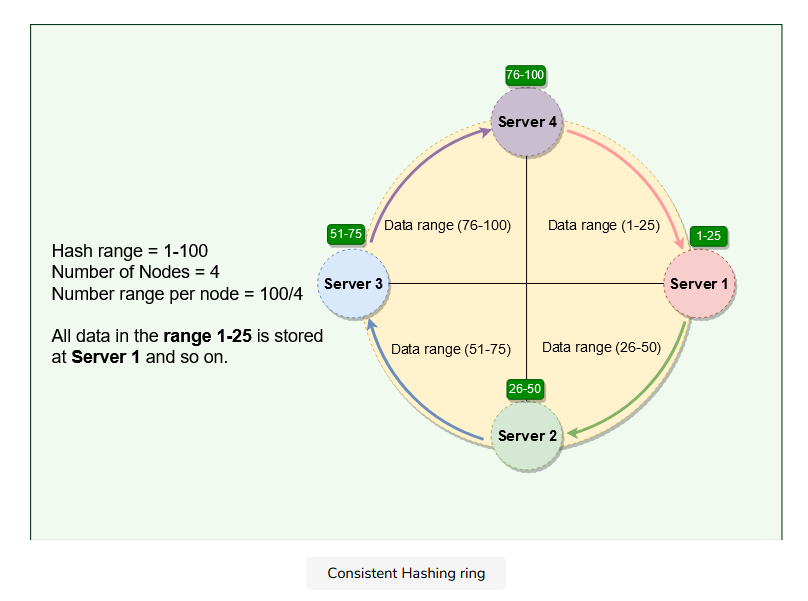 76-100
Server 4
Data range (76-100)
Data range (1-25)
51-75
1-25
Hash range = 1-100
Number of Nodes = 4
Number range per node = 100/4
Server 3
Server 1
All data in the range 1-25 is stored
at Server 1 and so on.
Data range (51-75)
Data range (26-50)
26-50
Server 2
Consistent Hashing ring